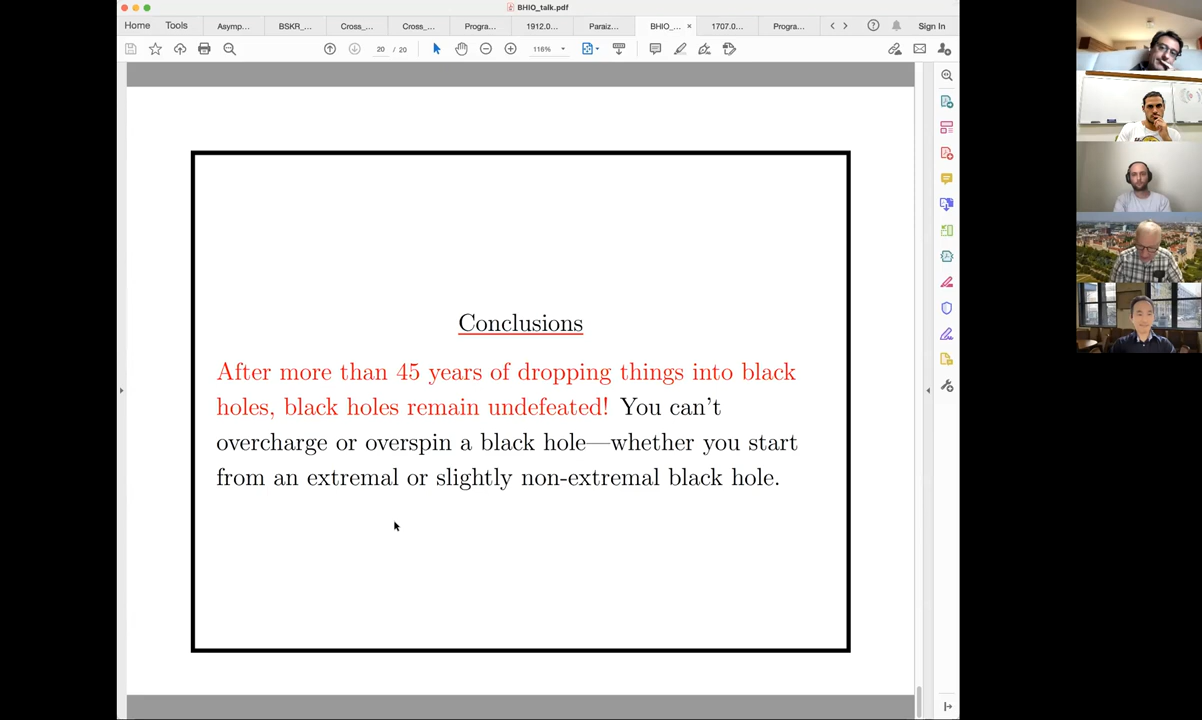 BHIO_talk.pdf
Home Tools Asymp... BSKR_... Cross_... Cross_... Progra... 1912.0... Paraiz... BHIO_... × 1707.0... Progra... Sign In
20 / 20 116%
Conclusions
After more than 45 years of dropping things into black
holes, black holes remain undefeated! You can't
overcharge or overspin a black hole—whether you start
from an extremal or slightly non-extremal black hole.